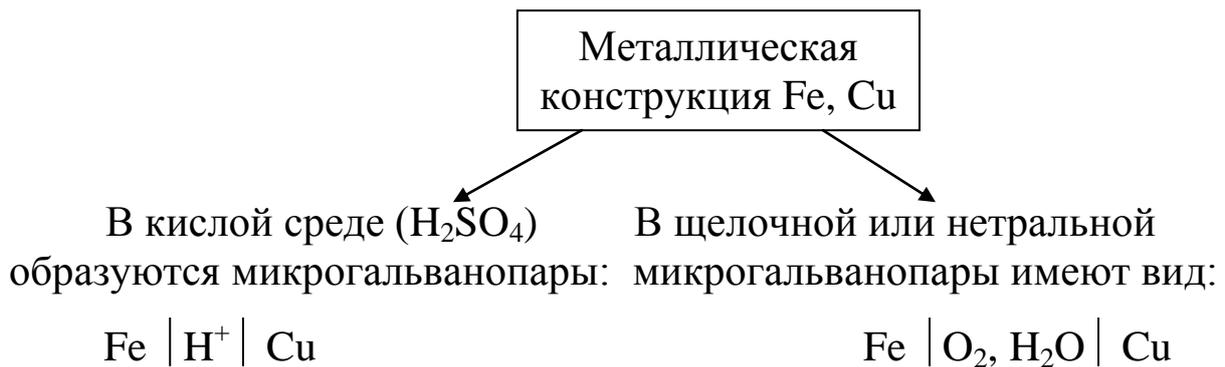 Металлическая
конструкция Fe, Cu
В кислой среде (H₂SO₄)
образуются микрогальванопары:
Fe │H⁺│ Cu
В щелочной или нетральной
микрогальванопары имеют вид:
Fe │O₂, H₂O│ Cu